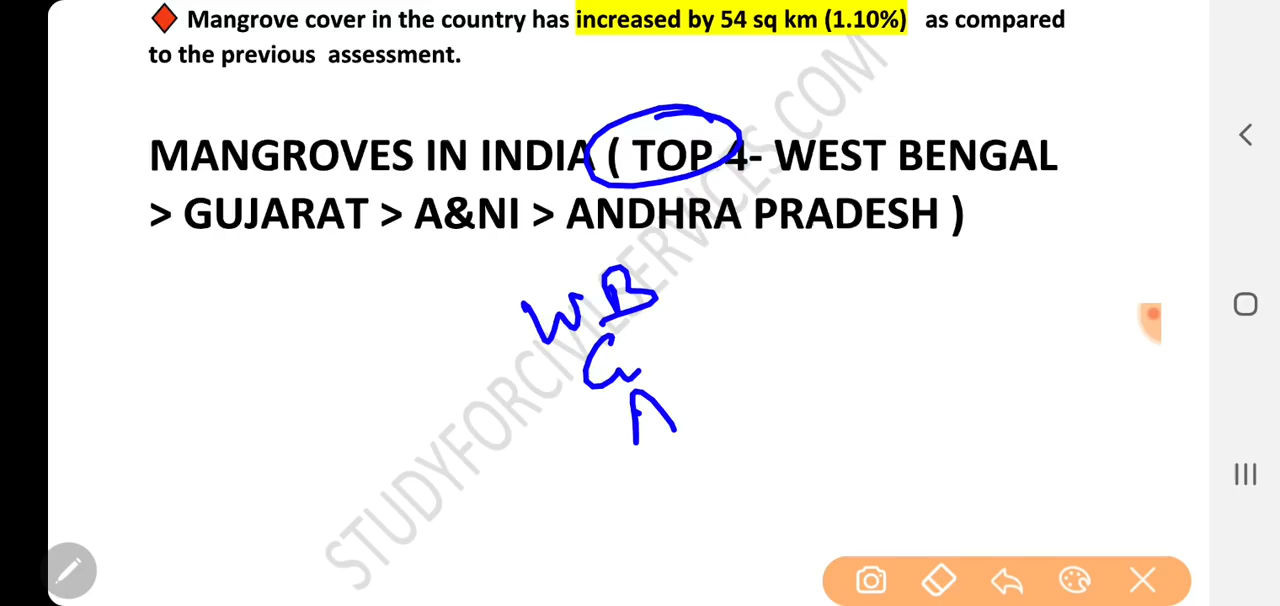 Mangrove cover in the country has increased by 54 sq km (1.10%) as compared
to the previous assessment.
MANGROVES IN INDIA ( TOP 4- WEST BENGAL
> GUJARAT > A&NI > ANDHRA PRADESH )
WB
G
A
STUDYFORCIVILSERVICES.COM